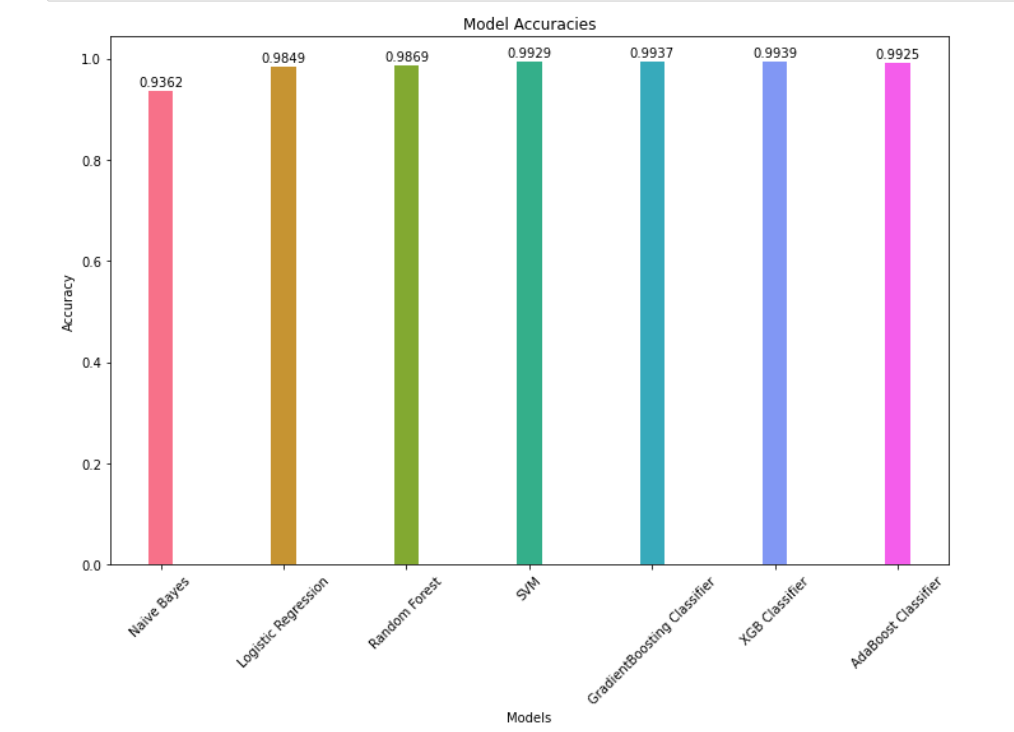 Model Accuracies
1.0
0.8
0.6
0.4
0.2
0.0
Accuracy
0.9362
0.9849
0.9869
0.9929
0.9937
0.9939
0.9925
Naive Bayes
Logistic Regression
Random Forest
SVM
GradientBoosting Classifier
XGB Classifier
AdaBoost Classifier
Models